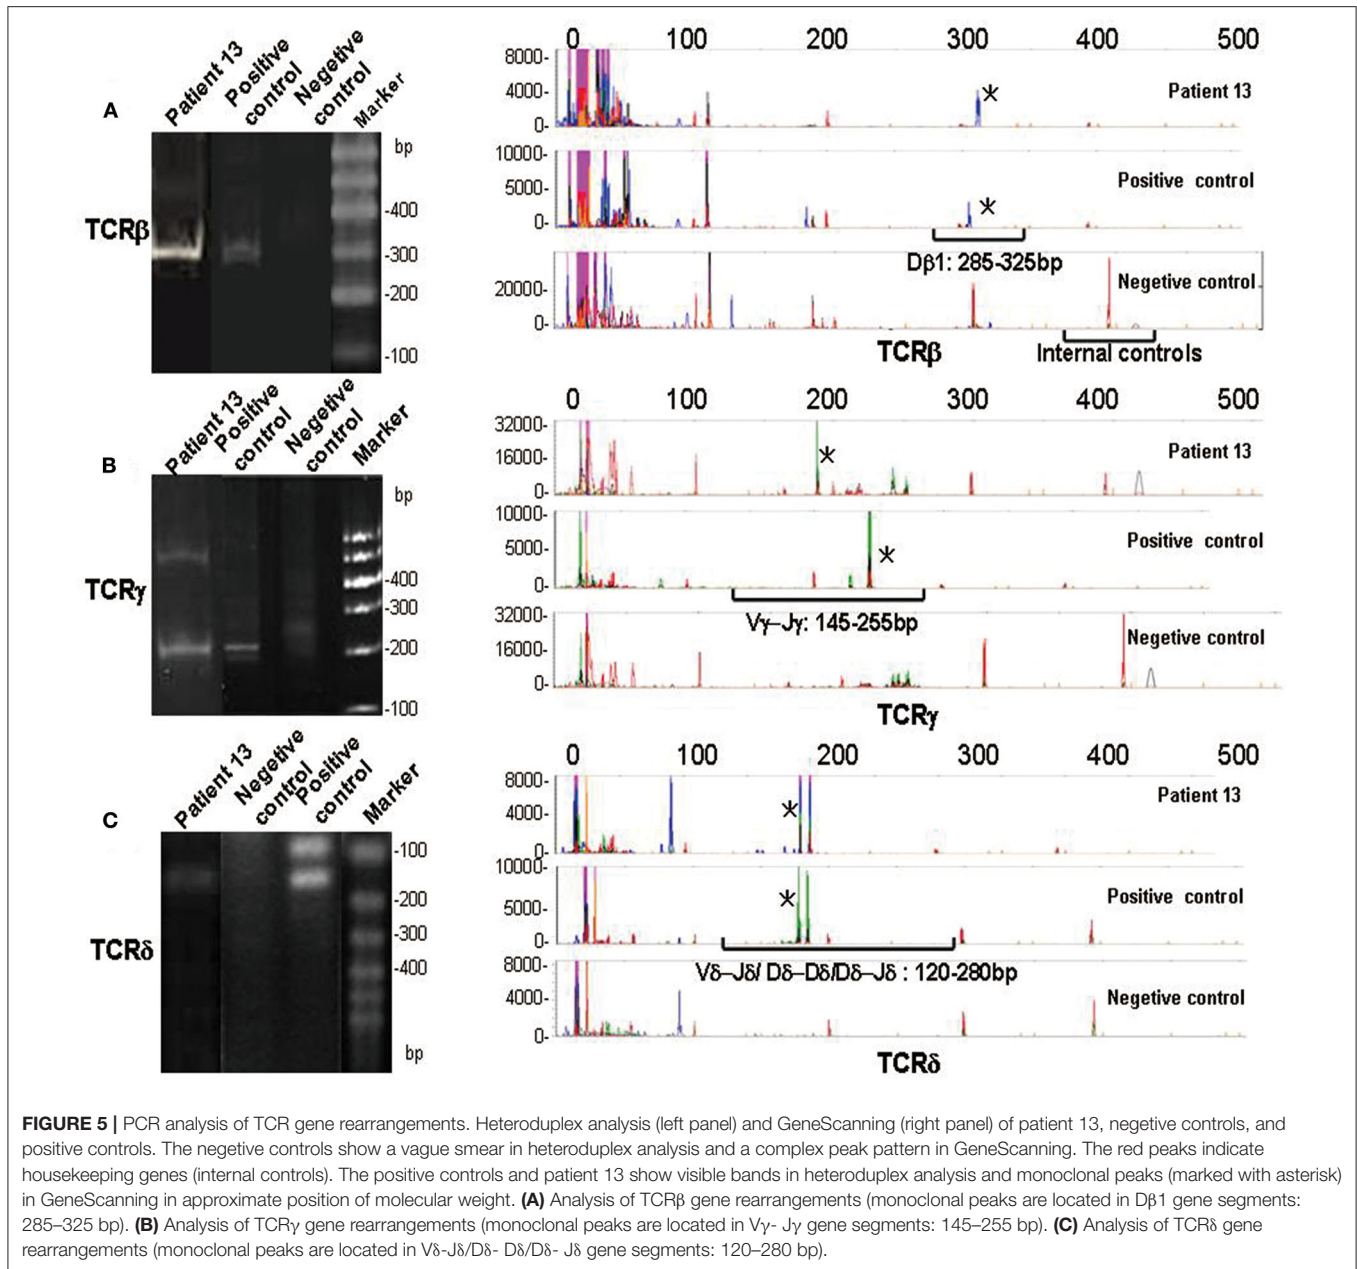 A
Patient 13
Positive control
Negetive control
Marker
bp
-400
-300
-200
-100
TCRβ
0 100 200 300 400 500
8000-
4000-
0-
Patient 13
10000-
5000-
0-
Positive control
Dβ1: 285-325bp
20000-
0-
Negetive control
TCRβ
Internal controls
B
Patient 13
Positive control
Negetive control
Marker
bp
-400
-300
-200
-100
TCRγ
0 100 200 300 400 500
32000-
16000-
0-
Patient 13
10000-
5000-
0-
Positive control
Vγ–Jγ: 145-255bp
32000-
16000-
0-
Negetive control
TCRγ
C
Patient 13
Negetive control
Positive control
Marker
-100
-200
-300
-400
bp
TCRδ
0 100 200 300 400 500
8000-
4000-
0-
Patient 13
10000-
5000-
0-
Positive control
Vδ–Jδ/ Dδ–Dδ/Dδ–Jδ : 120-280bp
8000-
4000-
0-
Negetive control
TCRδ
FIGURE 5 | PCR analysis of TCR gene rearrangements. Heteroduplex analysis (left panel) and GeneScanning (right panel) of patient 13, negetive controls, and
positive controls. The negetive controls show a vague smear in heteroduplex analysis and a complex peak pattern in GeneScanning. The red peaks indicate
housekeeping genes (internal controls). The positive controls and patient 13 show visible bands in heteroduplex analysis and monoclonal peaks (marked with asterisk)
in GeneScanning in approximate position of molecular weight. (A) Analysis of TCRβ gene rearrangements (monoclonal peaks are located in Dβ1 gene segments:
285–325 bp). (B) Analysis of TCRγ gene rearrangements (monoclonal peaks are located in Vγ- Jγ gene segments: 145–255 bp). (C) Analysis of TCRδ gene
rearrangements (monoclonal peaks are located in Vδ-Jδ/Dδ- Dδ/Dδ- Jδ gene segments: 120–280 bp).